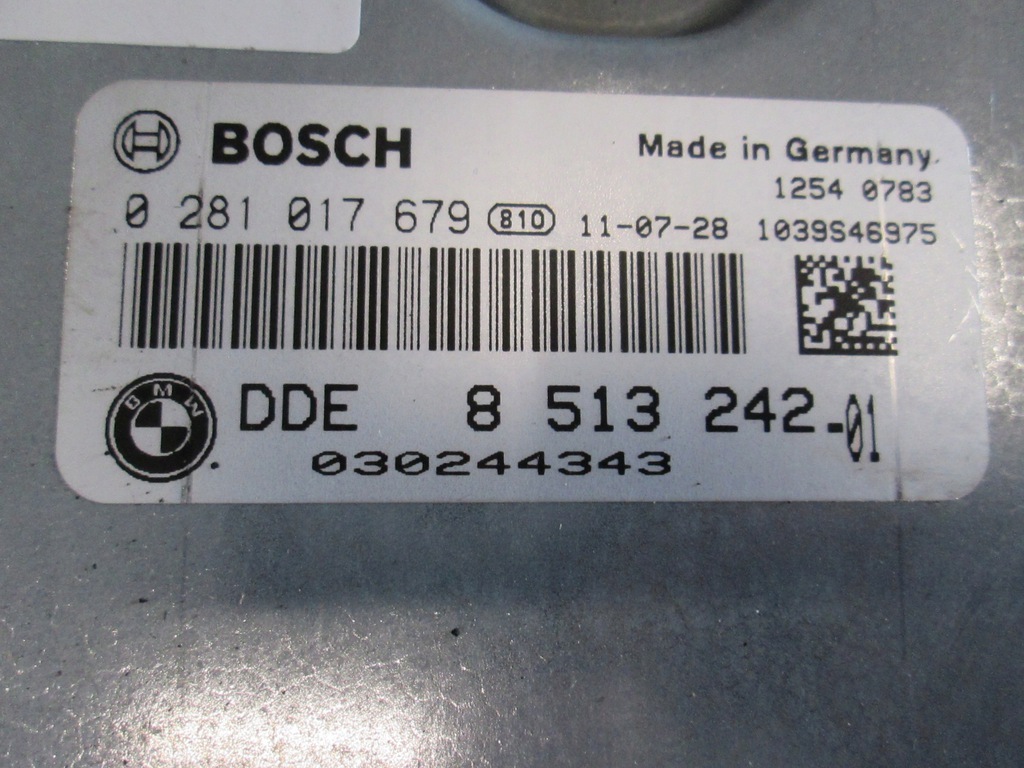 BOSCH
Made in Germany
1254 0783
0 281 017 679 810 11-07-28 1039S46975
BMW
DDE 8 513 242-01
030244343